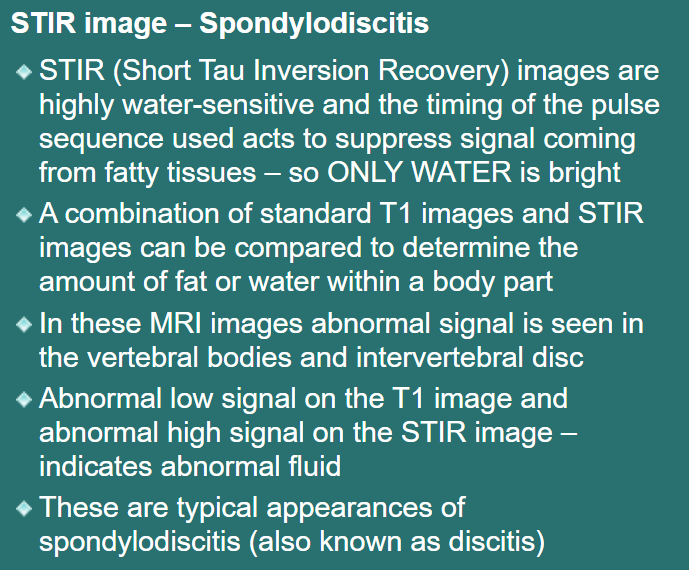 STIR image – Spondylodiscitis
STIR (Short Tau Inversion Recovery) images are
highly water-sensitive and the timing of the pulse
sequence used acts to suppress signal coming
from fatty tissues – so ONLY WATER is bright
A combination of standard T1 images and STIR
images can be compared to determine the
amount of fat or water within a body part
In these MRI images abnormal signal is seen in
the vertebral bodies and intervertebral disc
Abnormal low signal on the T1 image and
abnormal high signal on the STIR image –
indicates abnormal fluid
These are typical appearances of
spondylodiscitis (also known as discitis)